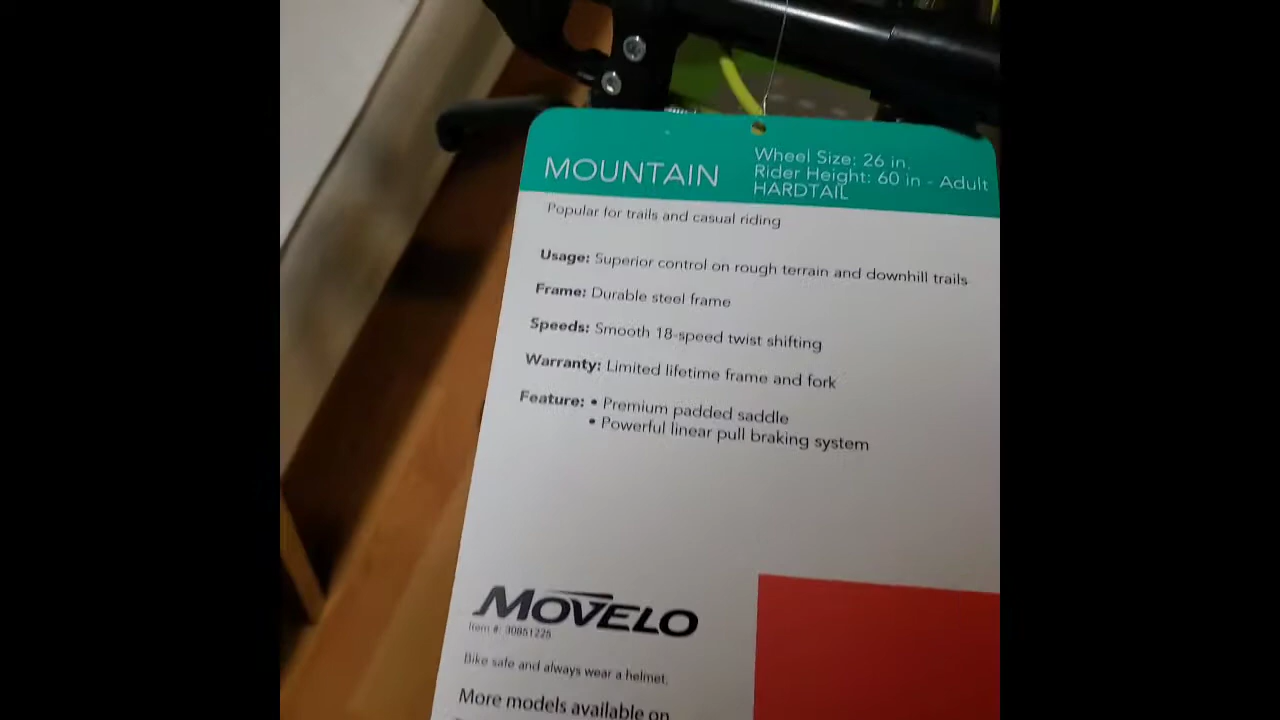 MOUNTAIN
Wheel Size: 26 in.
Rider Height: 60 in - Adult
HARDTAIL
Popular for trails and casual riding
Usage: Superior control on rough terrain and downhill trails
Frame: Durable steel frame
Speeds: Smooth 18-speed twist shifting
Warranty: Limited lifetime frame and fork
Feature: • Premium padded saddle
• Powerful linear pull braking system
MOVELO
Item #: 30851225
Bike safe and always wear a helmet.
More models available on